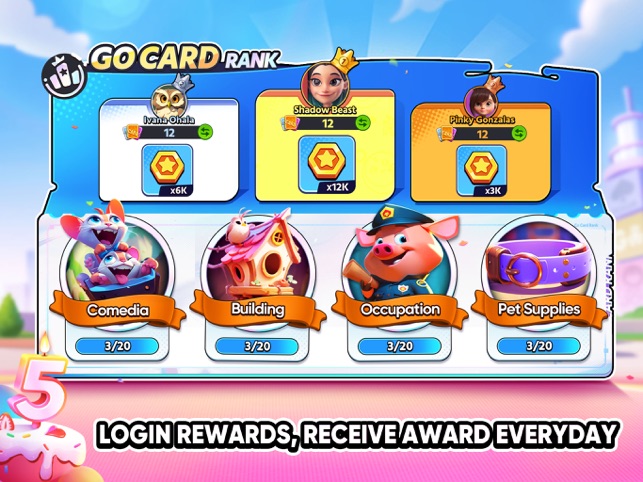 GO CARD RANK
Ivana Ohala
Shadow Beast
Pinky Gonzalas
12
12
12
x6K
x12K
x3K
Comedia
Building
Occupation
Pet Supplies
3/20
3/20
3/20
3/20
5
LOGIN REWARDS, RECEIVE AWARD EVERYDAY